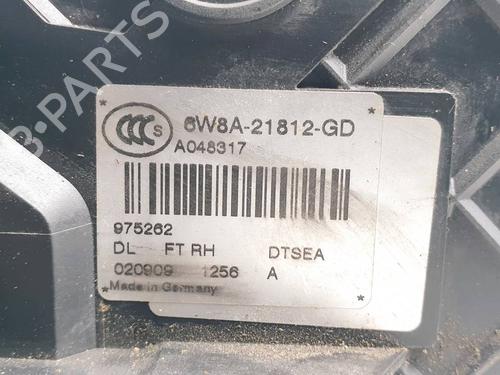 B-PARTS
CCC S 6W8A-21812-GD
A048317
975262
DL FT RH DTSEA
020909 1256 A
Made in Germany